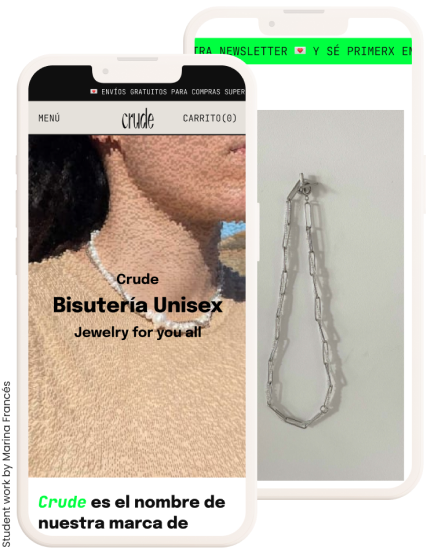 TRA NEWSLETTER 💌 Y SÉ PRIMERX EN
💌 ENVÍOS GRATUITOS PARA COMPRAS SUPER
MENÚ crude CARRITO(0)
Crude
Bisutería Unisex
Jewelry for you all
Crude es el nombre de
nuestra marca de
Student work by Marina Francés